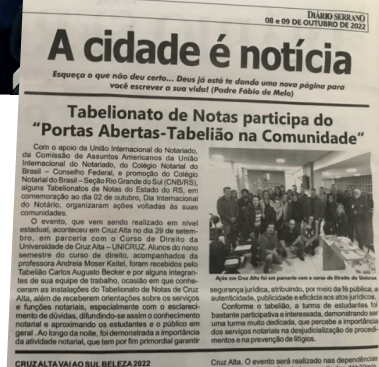 DIÁRIO SERRANO
08 e 09 DE OUTUBRO DE 2022
A cidade é notícia
Esqueça o que não deu certo... Deus já está te dando uma nova página para
você escrever a sua vida! (Padre Fábio de Melo)
Tabelionato de Notas participa do
“Portas Abertas-Tabelião na Comunidade”
Com o apoio da União Internacional do Notariado,
da Comissão de Assuntos Americanos da União
Internacional do Notariado, do Colégio Notarial do
Brasil – Conselho Federal, e promoção do Colégio
Notarial do Brasil – Seção Rio Grande do Sul (CNB/RS),
alguns Tabelionatos de Notas do Estado do RS, em
comemoração ao dia 02 de outubro, Dia Internacional
do Notário, organizaram ações voltadas às suas
comunidades.
O evento, que vem sendo realizado em nível
estadual, aconteceu em Cruz Alta no dia 29 de setem-
bro, em parceria com o Curso de Direito da
Universidade de Cruz Alta - UNICRUZ. Alunos do nono
semestre do curso de direito, acompanhados da
professora Andreia Moser Keitel, foram recebidos pelo
Tabelião Carlos Augusto Becker e por alguns integran-
tes de sua equipe de trabalho, ocasião em que conhe-
ceram as instalações do Tabelionato de Notas de Cruz
Alta, além de receberem orientações sobre os serviços
e funções notariais, especialmente com o esclareci-
mento de dúvidas, difundindo-se assim o conhecimento
notarial e aproximando os estudantes e o público em
geral. Ao longo da noite, foi demonstrada a importância
da atividade notarial, que tem por fim primordial garantir
Ação em Cruz Alta foi em parceria com o curso de Direito da Unicruz
segurança jurídica, atribuindo, por meio da fé pública, a
autenticidade, publicidade e eficácia aos atos jurídicos.
Conforme o tabelião, a turma de estudantes foi
bastante participativa e interessada, demonstrando ser
uma turma muito dedicada, que percebe a importância
dos serviços notariais na desjudicialização de procedi-
mentos e na prevenção de litígios.
CRUZ ALTA VAI AO SUL BELEZA 2022
Cruz Alta. O evento será realizado nas dependências